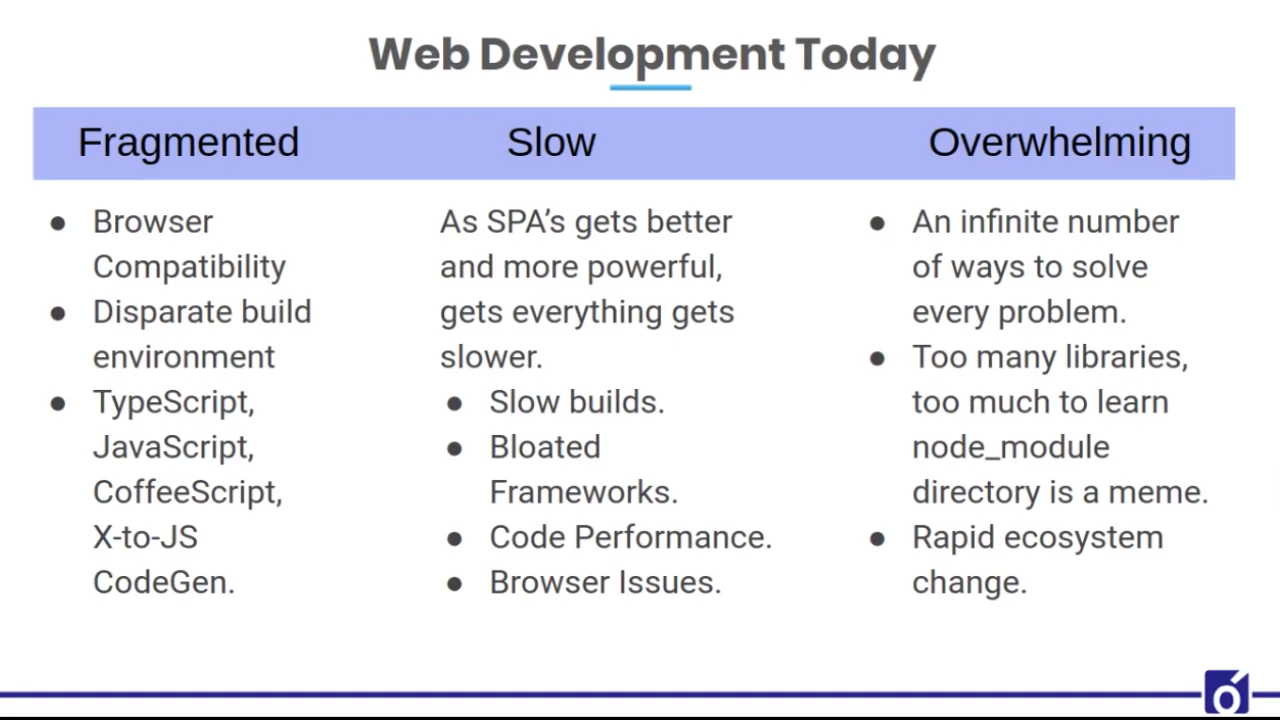 Web Development Today
Fragmented
Slow
Overwhelming
● Browser
Compatibility
● Disparate build
environment
● TypeScript,
JavaScript,
CoffeeScript,
X-to-JS
CodeGen.
As SPA’s gets better
and more powerful,
gets everything gets
slower.
● Slow builds.
● Bloated
Frameworks.
● Code Performance.
● Browser Issues.
● An infinite number
of ways to solve
every problem.
● Too many libraries,
too much to learn
node_module
directory is a meme.
● Rapid ecosystem
change.